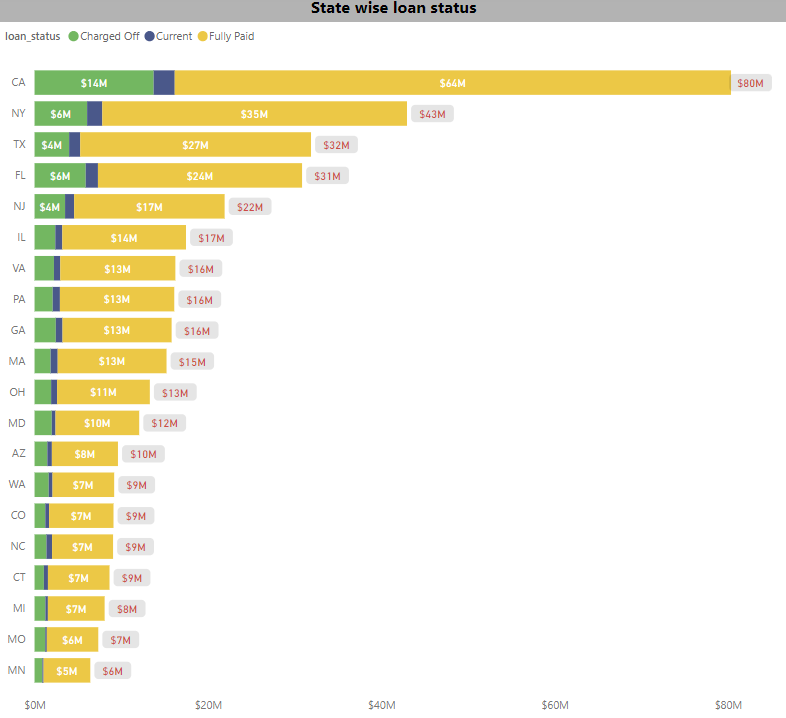 State wise loan status
loan_status Charged Off Current Fully Paid
CA $14M $64M $80M
NY $6M $35M $43M
TX $4M $27M $32M
FL $6M $24M $31M
NJ $4M $17M $22M
IL $14M $17M
VA $13M $16M
PA $13M $16M
GA $13M $16M
MA $13M $15M
OH $11M $13M
MD $10M $12M
AZ $8M $10M
WA $7M $9M
CO $7M $9M
NC $7M $9M
CT $7M $9M
MI $7M $8M
MO $6M $7M
MN $5M $6M
$0M $20M $40M $60M $80M